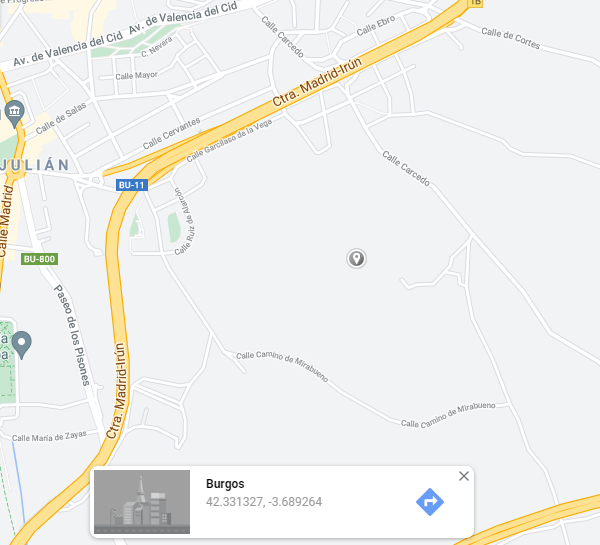 Av. de Valencia del Cid
Av. de Valencia del Cid
Calle Ebro
1B
Calle Carcedo
Calle de Cortes
C. Nevera
Calle Mayor
Ctra. Madrid-Irún
Calle de Salas
Calle Cervantes
Calle Garcilaso de la Vega
JULIÁN
Calle Carcedo
BU-11
Calle Madrid
Calle Ruiz de Alarcón
BU-800
Paseo de los Pisones
Ctra. Madrid-Irún
Calle Camino de Mirabueno
Calle Camino de Mirabueno
Calle María de Zayas
Burgos
42.331327, -3.689264